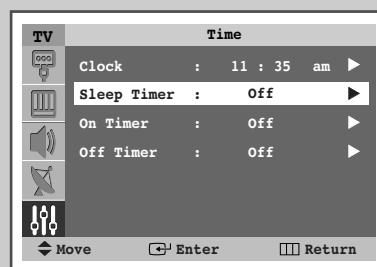 TV Time
Clock : 11 : 35 am
Sleep Timer : Off
On Timer : Off
Off Timer : Off
Move Enter Return